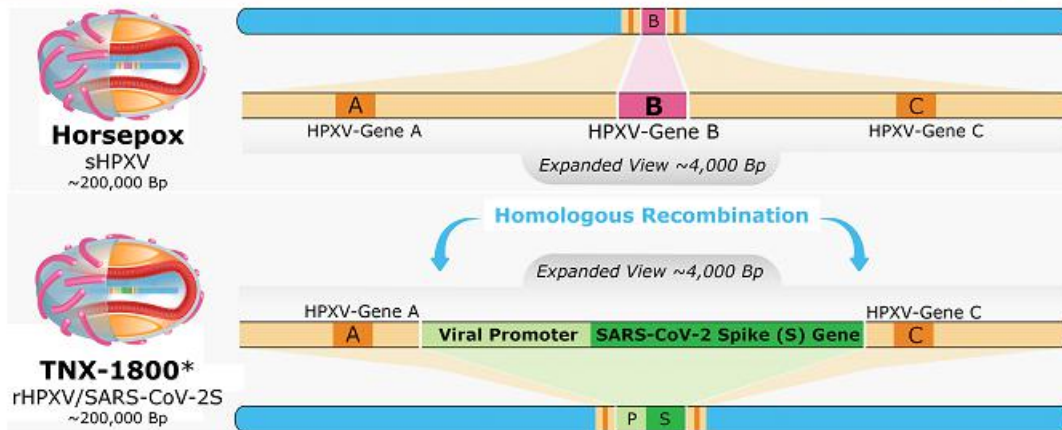 B
A
B
C
HPXV-Gene A
HPXV-Gene B
HPXV-Gene C
Horsepox
sHPXV
~200,000 Bp
Expanded View ~4,000 Bp
Homologous Recombination
Expanded View ~4,000 Bp
HPXV-Gene A
HPXV-Gene C
A
Viral Promoter
SARS-CoV-2 Spike (S) Gene
C
TNX-1800*
rHPXV/SARS-CoV-2S
~200,000 Bp
P
S